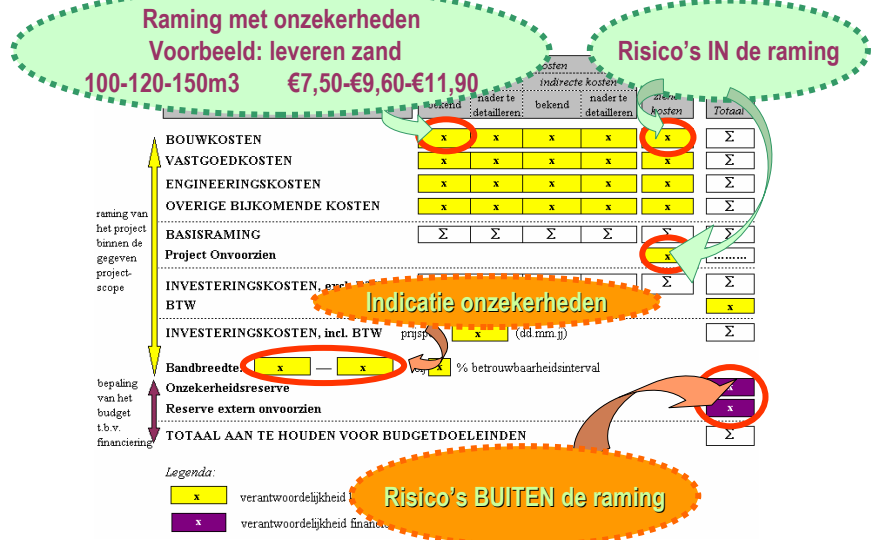 Raming met onzekerheden
Voorbeeld: leveren zand
100-120-150m3 €7,50-€9,60-€11,90
Risico's IN de raming
kosten
indirecte kosten
bekend nader te detailleren bekend nader te detailleren kosten Totaal
BOUWKOSTEN x x x x x Σ
VASTGOEDKOSTEN x x x x x Σ
ENGINEERINGSKOSTEN x x x x x Σ
OVERIGE BIJKOMENDE KOSTEN x x x x x Σ
raming van
het project
binnen de
gegeven
project-
scope
BASISRAMING Σ Σ Σ Σ Σ Σ
Project Onvoorzien x .........
INVESTERINGSKOSTEN, Σ Σ
Indicatie onzekerheden
BTW x
INVESTERINGSKOSTEN, incl. BTW x (dd.mm.jj) Σ
Bandbreedte: x — x x % betrouwbaarheidsinterval
bepaling
van het
budget
t.b.v.
financiering
Onzekerheidsreserve x
Reserve extern onvoorzien x
TOTAAL AAN TE HOUDEN VOOR BUDGETDOELEINDEN Σ
Legenda:
x verantwoordelijkheid
x verantwoordelijkheid
Risico's BUITEN de raming